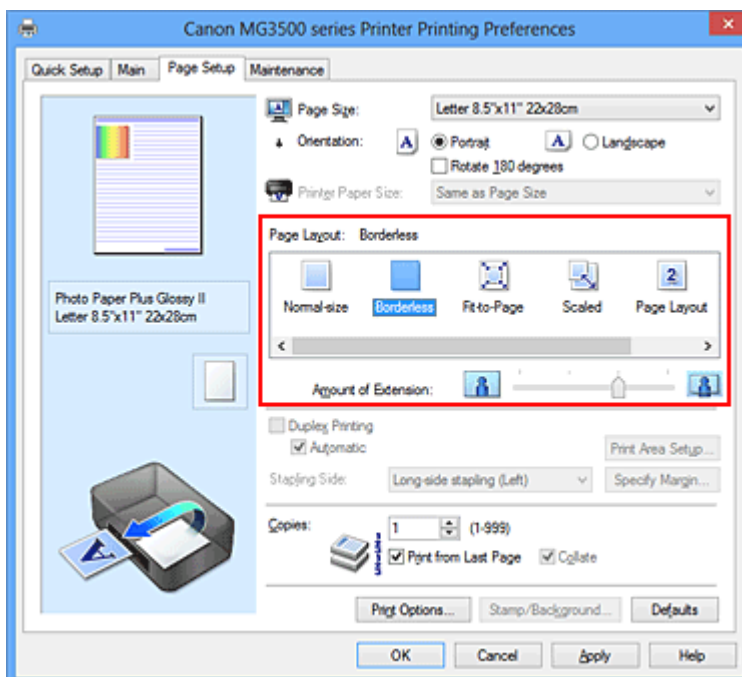 Canon MG3500 series Printer Printing Preferences
Quick Setup Main Page Setup Maintenance
Page Size: Letter 8.5"x11" 22x28cm
Orientation: A Portrait A Landscape
Rotate 180 degrees
Printer Paper Size: Same as Page Size
Page Layout: Borderless
2
Normal-size Borderless Fit-to-Page Scaled Page Layout
Amount of Extension:
Photo Paper Plus Glossy II
Letter 8.5"x11" 22x28cm
Duplex Printing
Automatic Print Area Setup...
Stapling Side: Long-side stapling (Left) Specify Margin...
Copies: 1 (1-999)
Print from Last Page Collate
A
Print Options... Stamp/Background... Defaults
OK Cancel Apply Help